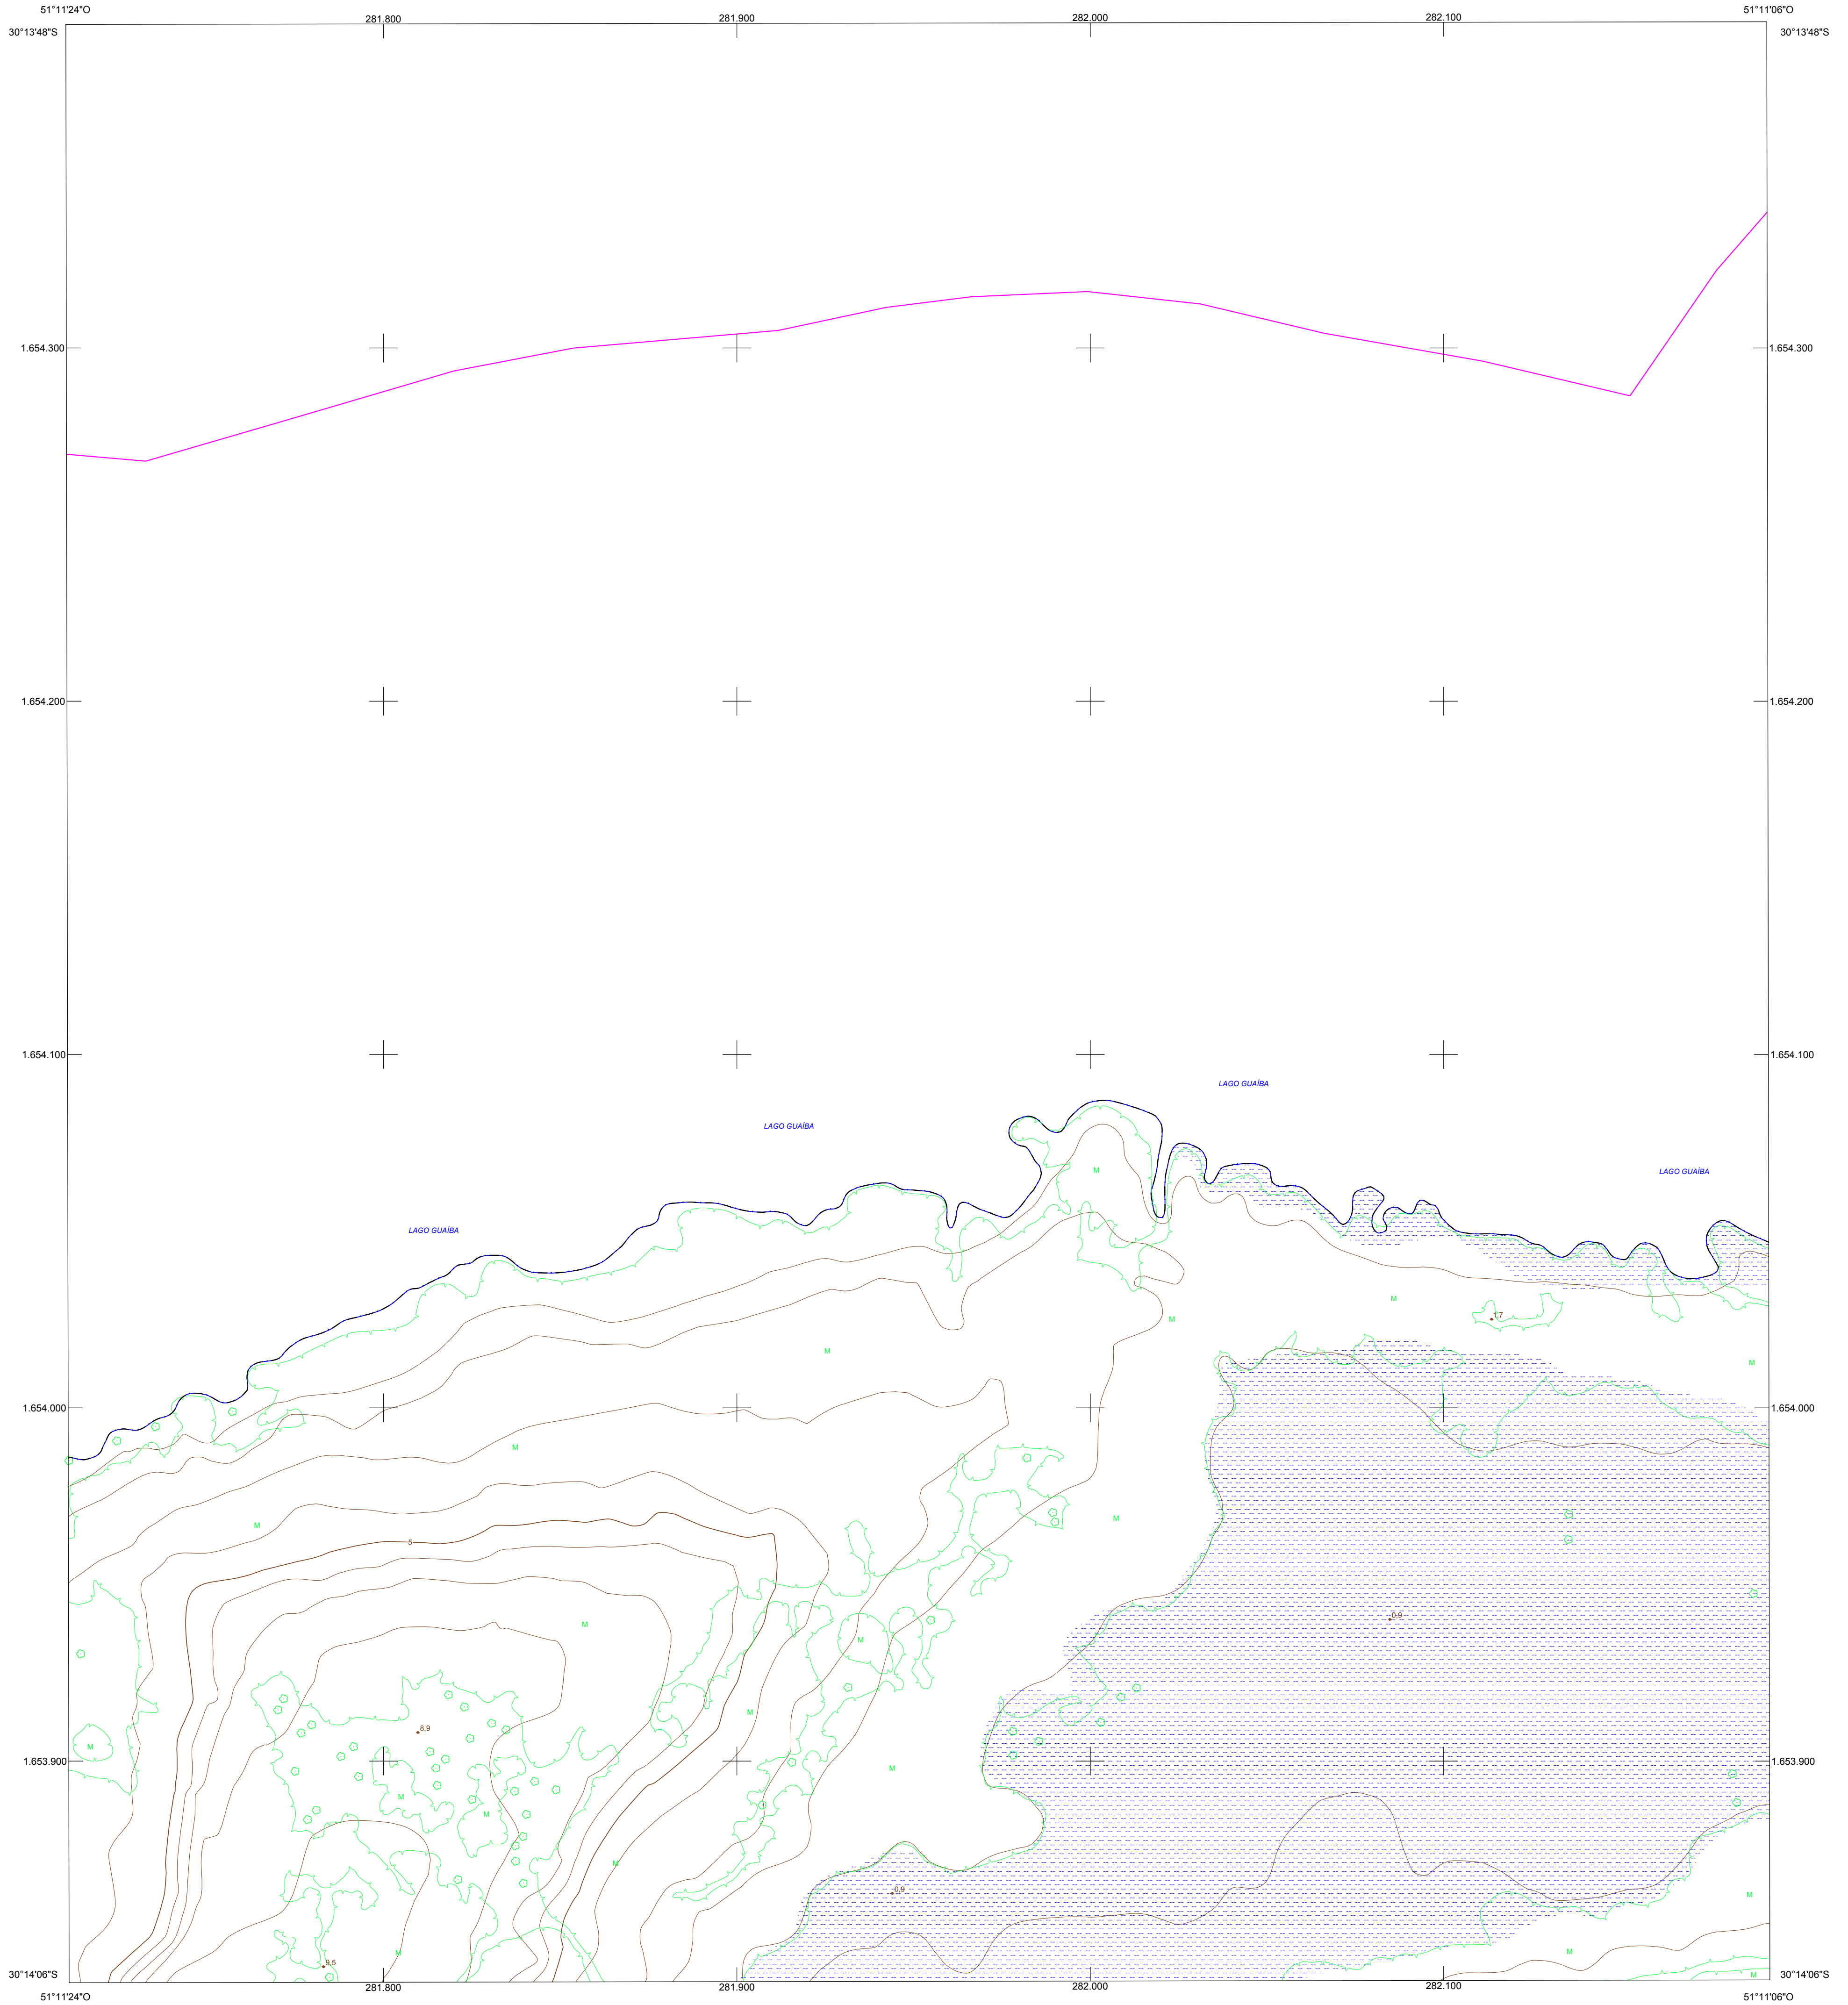 51°11'24"O 281.800 281.900 282.000 282.100 51°11'06"O
30°13'48"S 30°13'48"S
1.654.300 1.654.300
1.654.200 1.654.200
1.654.100 1.654.100
LAGO GUAÍBA
LAGO GUAÍBA
LAGO GUAÍBA
M
LAGO GUAÍBA
M
1,7
M
M
M
1.654.000 1.654.000
M
M
M
5
0,9
M
M
M
8,9
M
1.653.900 1.653.900
M
M
M
M
0,9
M
M
M
9,5
M
30°14'06"S 30°14'06"S
51°11'24"O 281.800 281.900 282.000 282.100 51°11'06"O